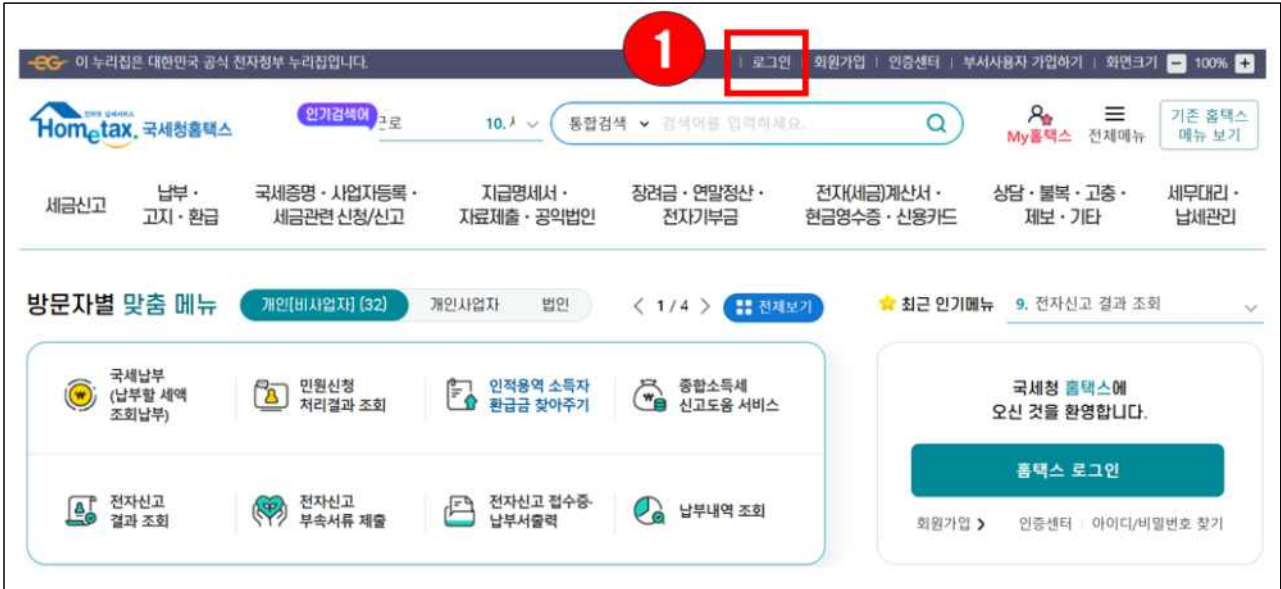 1
이 누리집은 대한민국 공식 전자정부 누리집입니다.
로그인 회원가입 인증센터 부서사용자 가입하기 화면크기 100%
Hometax. 국세청홈택스
인기검색어
10.
통합검색 검색어를 입력하세요.
My홈택스 전체메뉴
기존 홈택스
메뉴 보기
세금신고
납부 ·
고지 · 환급
국세증명 · 사업자등록 ·
세금관련 신청/신고
지급명세서 ·
자료제출 · 공익법인
장려금 · 연말정산 ·
전자기부금
전자(세금)계산서 ·
현금영수증 · 신용카드
상담 · 불복 · 고충 ·
제보 · 기타
세무대리 ·
납세관리
방문자별 맞춤 메뉴
개인[비사업자] (32) 개인사업자 법인
< 1 / 4 > 전체보기
최근 인기메뉴 9. 전자신고 결과 조회
국세납부
(납부할 세액
조회납부)
민원신청
처리결과 조회
인적용역 소득자
환급금 찾아주기
종합소득세
신고도움 서비스
전자신고
결과 조회
전자신고
부속서류 제출
전자신고 접수증·
납부서출력
납부내역 조회
국세청 홈택스에
오신 것을 환영합니다.
홈택스 로그인
회원가입 > 인증센터 아이디/비밀번호 찾기